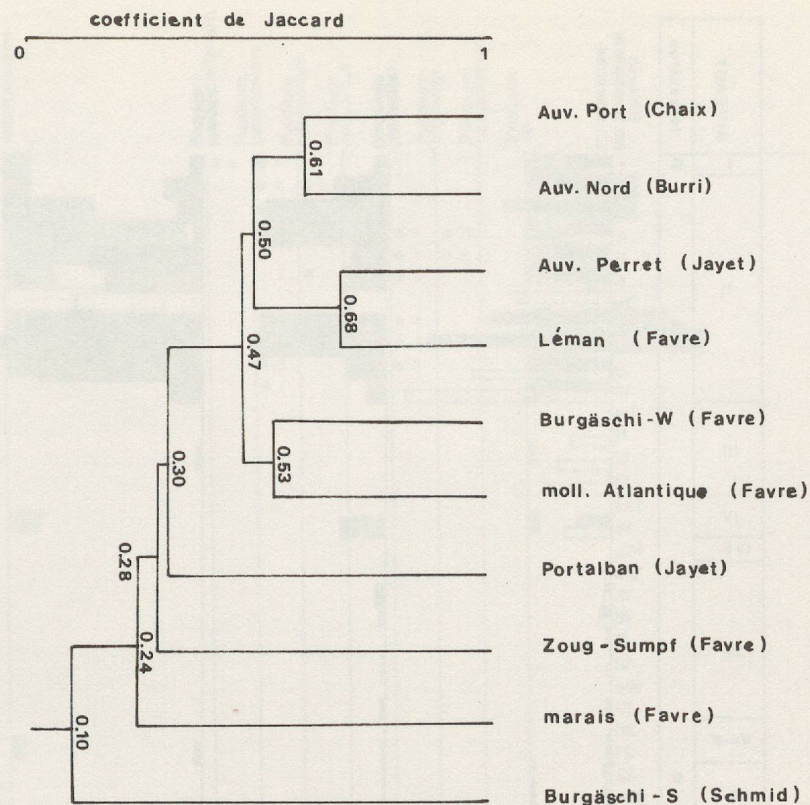 coefficient de Jaccard
0 1
Auv. Port (Chaix)
0.61
Auv. Nord (Burri)
0.50
Auv. Perret (Jayet)
0.68
Léman (Favre)
0.47
Burgäschi-W (Favre)
0.53
moll. Atlantique (Favre)
0.30
Portalban (Jayet)
0.28
Zoug-Sumpf (Favre)
0.24
marais (Favre)
0.10
Burgäschi-S (Schmid)